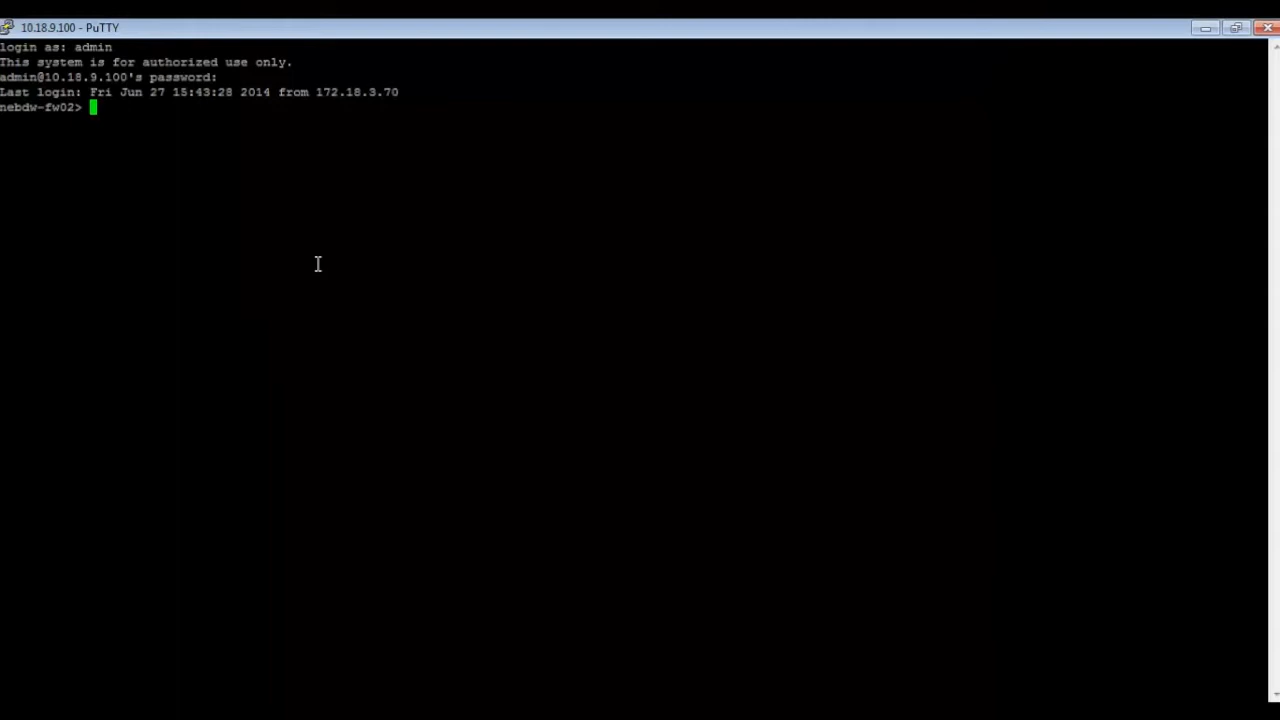 10.18.9.100 - PuTTY
login as: admin
This system is for authorized use only.
admin@10.18.9.100's password:
Last login: Fri Jun 27 15:43:28 2014 from 172.18.3.70
nebdw-fw02>